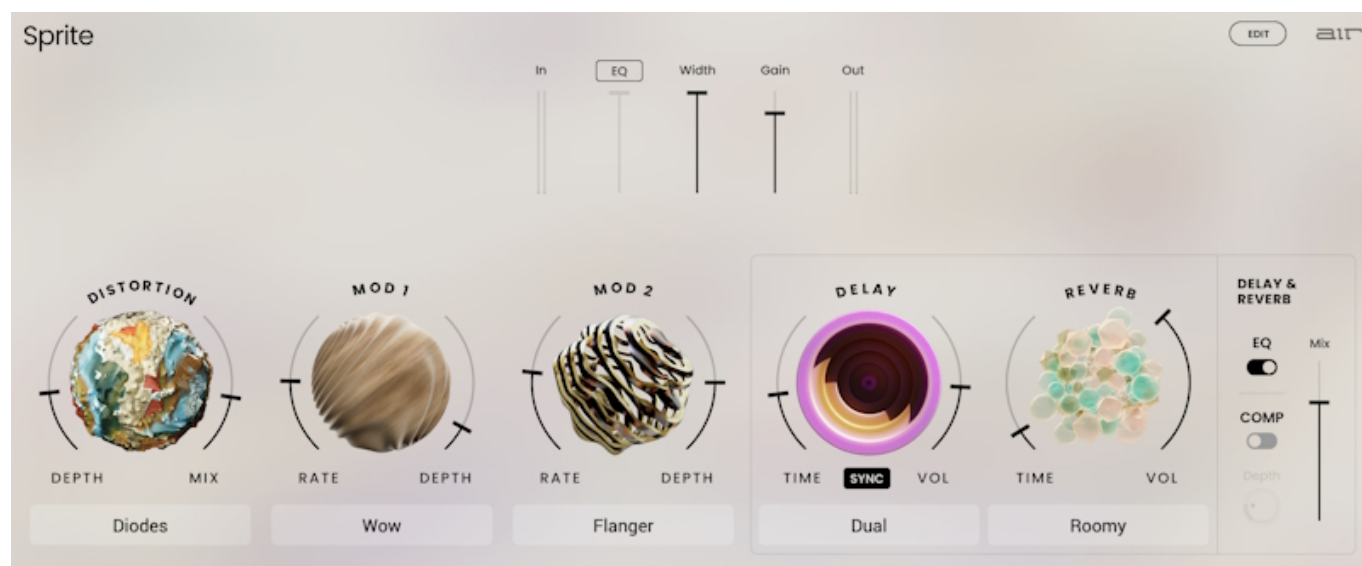 Sprite
EDIT
air
In EQ Width Gain Out
DISTORTION
MOD 1
MOD 2
DELAY
REVERB
DELAY &
REVERB
EQ
Mix
COMP
Depth
DEPTH MIX
RATE DEPTH
RATE DEPTH
TIME SYNC VOL
TIME VOL
Diodes
Wow
Flanger
Dual
Roomy